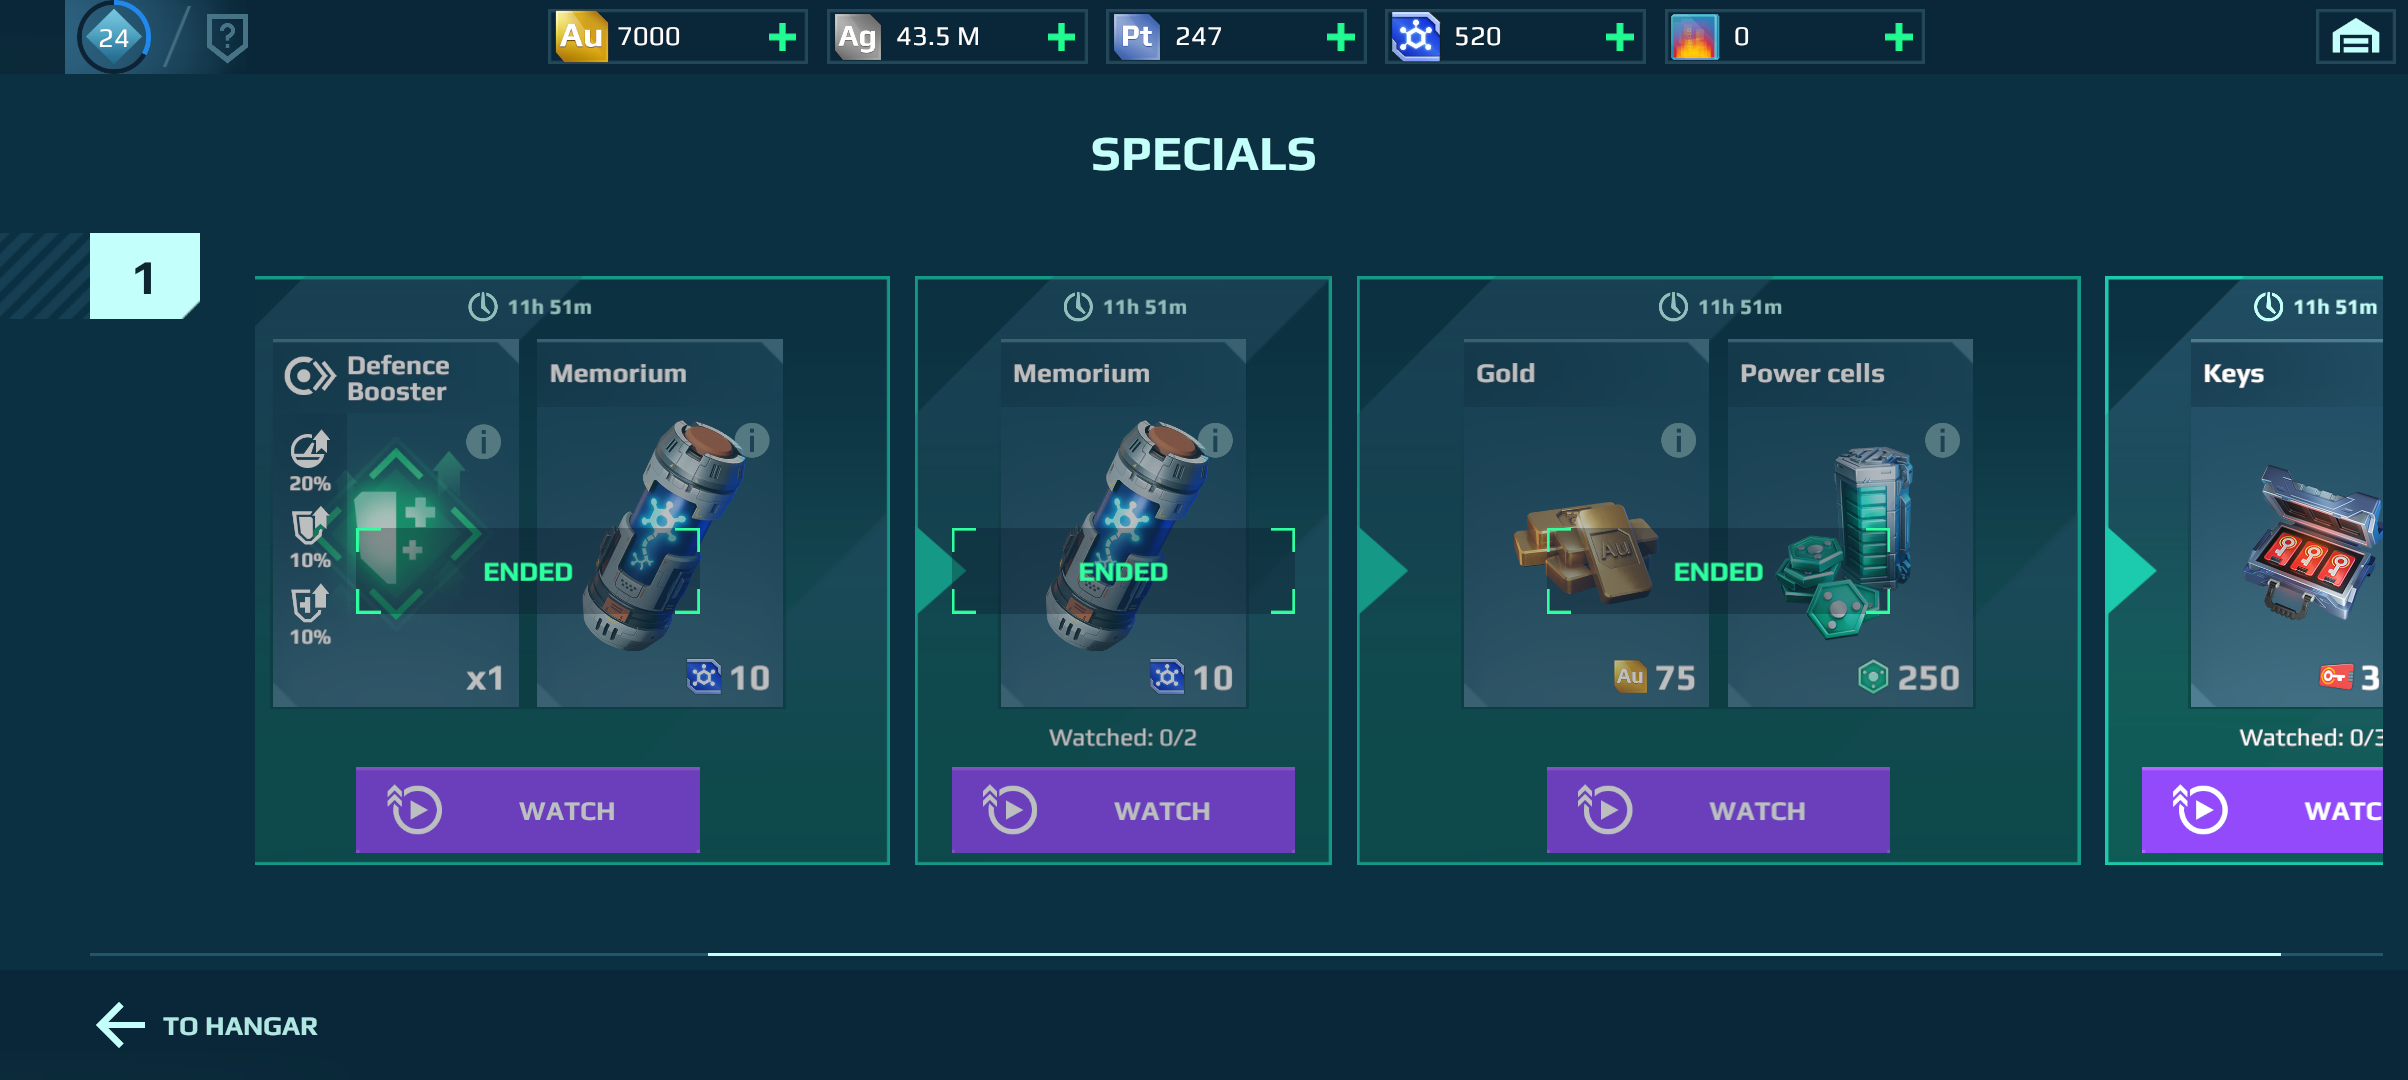 24
?
Au 7000
Ag 43.5 M
Pt 247
520
0
SPECIALS
1
11h 51m
Defence
Booster
20%
10%
10%
x1
Memorium
10
ENDED
WATCH
11h 51m
Memorium
ENDED
10
Watched: 0/2
WATCH
11h 51m
Gold
Au
Au 75
Power cells
250
ENDED
WATCH
11h 51m
Keys
3
Watched: 0/3
WATC
TO HANGAR